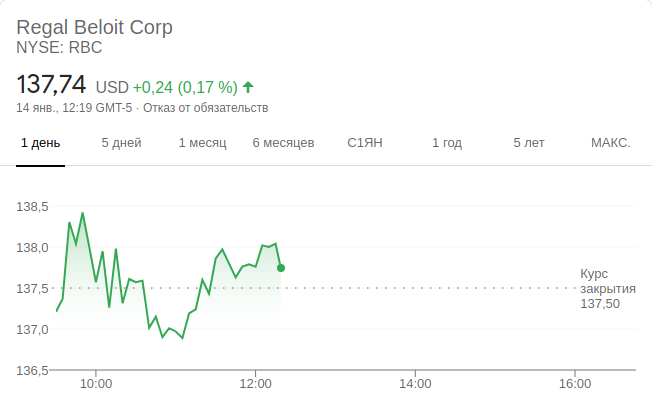 Regal Beloit Corp
NYSE: RBC
137,74 USD +0,24 (0,17 %)
14 янв., 12:19 GMT-5 · Отказ от обязательств
1 день 5 дней 1 месяц 6 месяцев С1ЯН 1 год 5 лет МАКС.
138,5
138,0
137,5
137,0
136,5
Курс
закрытия
137,50
10:00 12:00 14:00 16:00